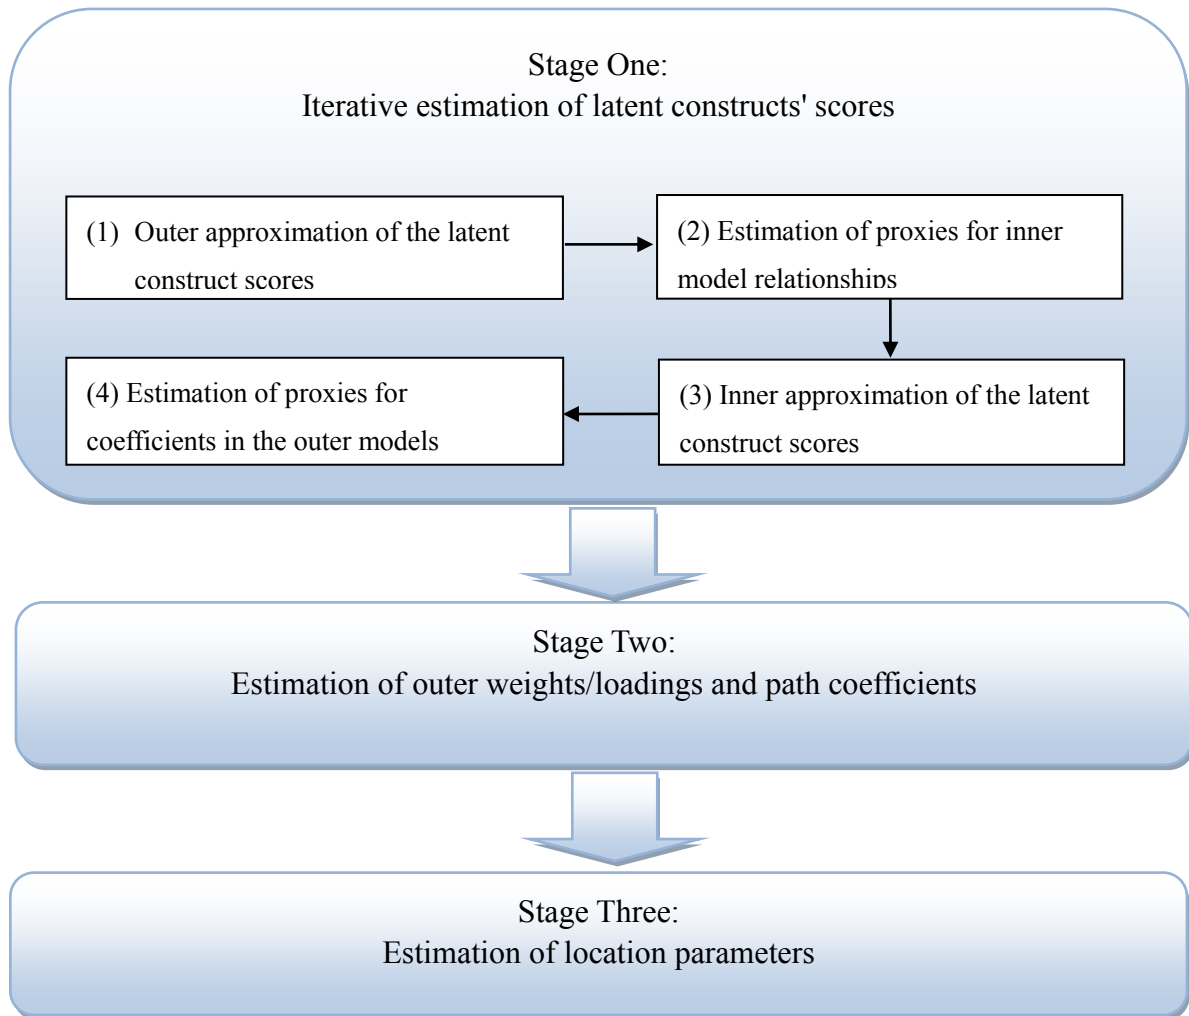 Stage One:
Iterative estimation of latent constructs' scores
(1) Outer approximation of the latent
construct scores
(2) Estimation of proxies for inner
model relationships
(3) Inner approximation of the latent
construct scores
(4) Estimation of proxies for
coefficients in the outer models
Stage Two:
Estimation of outer weights/loadings and path coefficients
Stage Three:
Estimation of location parameters